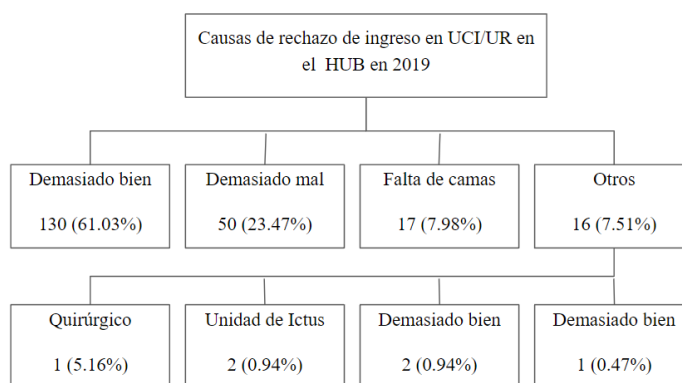 Causas de rechazo de ingreso en UCI/UR en
el HUB en 2019
Demasiado bien
130 (61.03%)
Demasiado mal
50 (23.47%)
Falta de camas
17 (7.98%)
Otros
16 (7.51%)
Quirúrgico
1 (5.16%)
Unidad de Ictus
2 (0.94%)
Demasiado bien
2 (0.94%)
Demasiado bien
1 (0.47%)